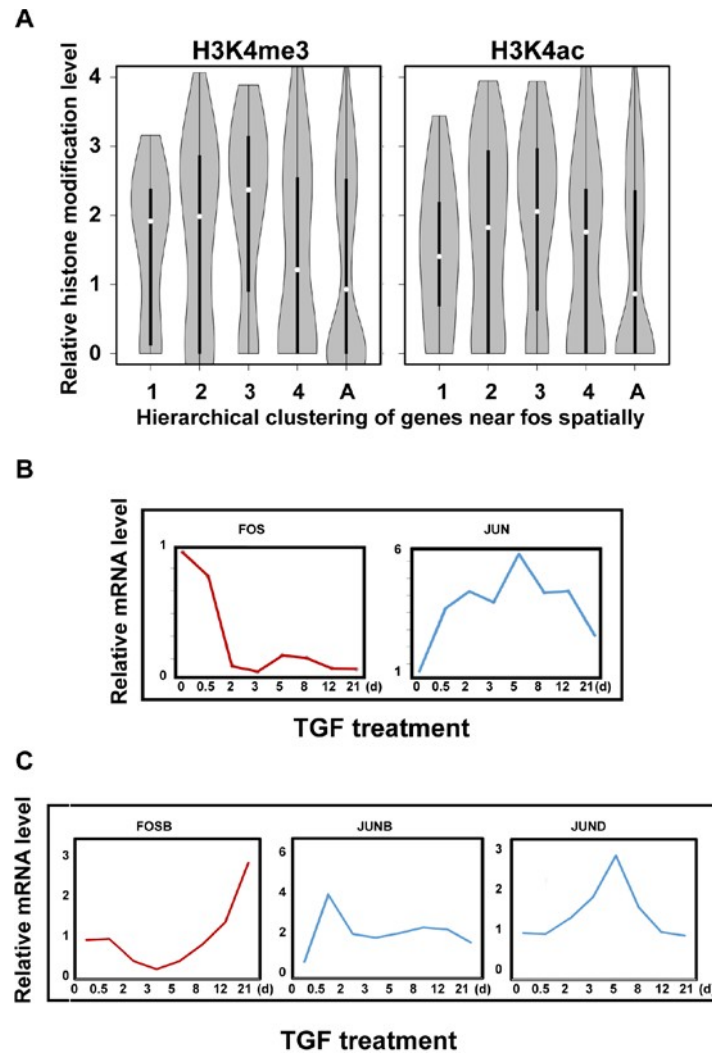 A
H3K4me3 H3K4ac
Relative histone modification level
4
3
2
1
0
1 2 3 4 A 1 2 3 4 A
Hierarchical clustering of genes near fos spatially
B
Relative mRNA level
FOS JUN
1
0
6
1
0 0.5 2 3 5 8 12 21 (d) 0 0.5 2 3 5 8 12 21 (d)
TGF treatment
C
Relative mRNA level
FOSB JUNB JUND
3
2
1
0
6
4
2
0
3
2
1
0
0 0.5 2 3 5 8 12 21 (d) 0 0.5 2 3 5 8 12 21 (d) 0 0.5 2 3 5 8 12 21 (d)
TGF treatment